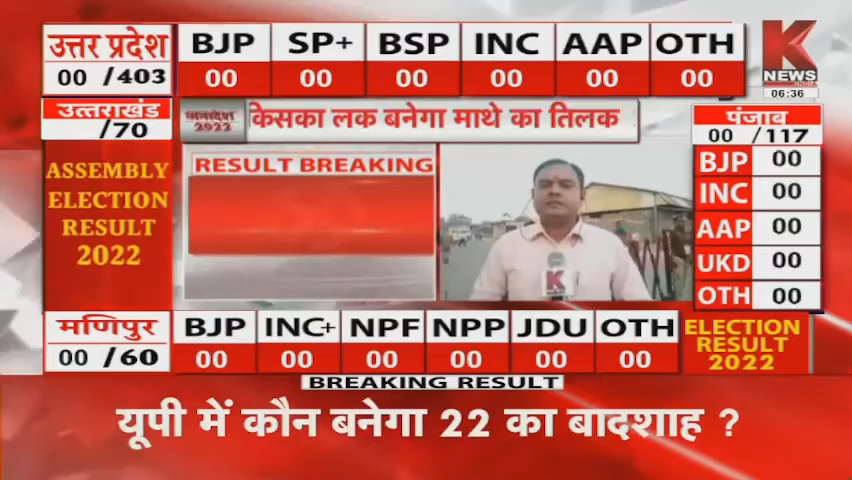 उत्तर प्रदेश
00 /403
BJP SP+ BSP INC AAP OTH
00 00 00 00 00 00
K
NEWS
INDIA
06:36
उत्तराखंड
/70
जनादेश
2022
किसका लक बनेगा माथे का तिलक
पंजाब
00 /117
BJP 00
INC 00
AAP 00
UKD 00
OTH 00
ASSEMBLY
ELECTION
RESULT
2022
RESULT BREAKING
K
मणिपुर
00 /60
BJP INC+ NPF NPP JDU OTH
00 00 00 00 00 00
ELECTION
RESULT
2022
BREAKING RESULT
यूपी में कौन बनेगा 22 का बादशाह ?